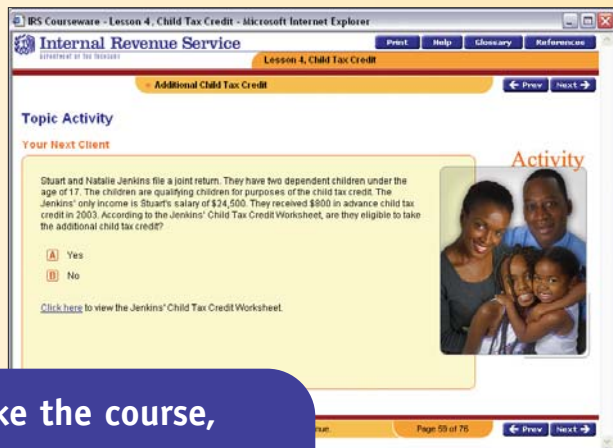 IRS Courseware - Lesson 4, Child Tax Credit - Microsoft Internet Explorer
Internal Revenue Service
Department of the Treasury
Print Help Glossary References
Lesson 4, Child Tax Credit
Additional Child Tax Credit
Prev Next
Topic Activity
Your Next Client
Activity
Stuart and Natalie Jenkins file a joint return. They have two dependent children under the
age of 17. The children are qualifying children for purposes of the child tax credit. The
Jenkins' only income is Stuart's salary of $24,500. They received $800 in advance child tax
credit in 2003. According to the Jenkins' Child Tax Credit Worksheet, are they eligible to take
the additional child tax credit?
A Yes
B No
Click here to view the Jenkins' Child Tax Credit Worksheet.
ke the course,
nue.
Page 59 of 76
Prev Next